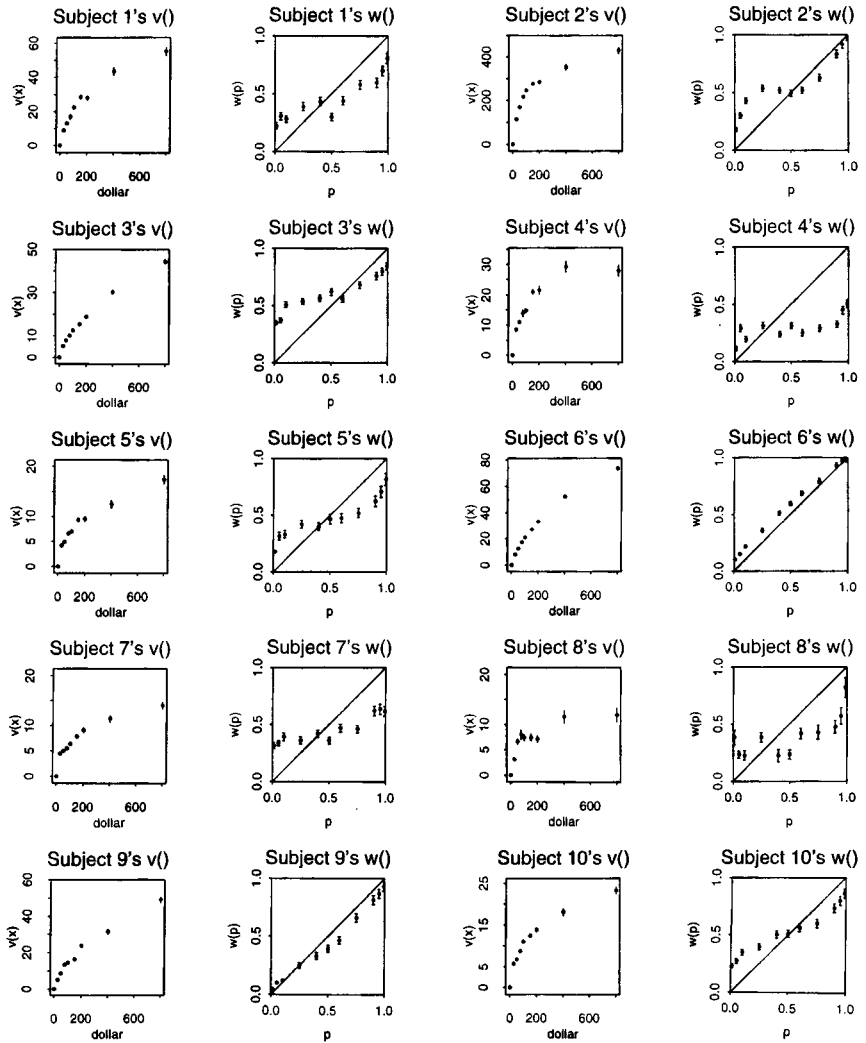 Subject 1's v()
Subject 1's w()
Subject 2's v()
Subject 2's w()
v(x)
0 20 40 60
0 200 600
dollar
w(p)
0.0 0.5 1.0
0.0 0.5 1.0
p
v(x)
0 200 400
0 200 600
dollar
w(p)
0.0 0.5 1.0
0.0 0.5 1.0
p
Subject 3's v()
Subject 3's w()
Subject 4's v()
Subject 4's w()
v(x)
0 10 30 50
0 200 600
dollar
w(p)
0.0 0.5 1.0
0.0 0.5 1.0
p
v(x)
0 10 20 30
0 200 600
dollar
w(p)
0.0 0.5 1.0
0.0 0.5 1.0
p
Subject 5's v()
Subject 5's w()
Subject 6's v()
Subject 6's w()
v(x)
0 5 10 20
0 200 600
dollar
w(p)
0.0 0.5 1.0
0.0 0.5 1.0
p
v(x)
0 20 40 60 80
0 200 600
dollar
w(p)
0.0 0.5 1.0
0.0 0.5 1.0
p
Subject 7's v()
Subject 7's w()
Subject 8's v()
Subject 8's w()
v(x)
0 5 10 20
0 200 600
dollar
w(p)
0.0 0.5 1.0
0.0 0.5 1.0
p
v(x)
0 5 10 20
0 200 600
dollar
w(p)
0.0 0.5 1.0
0.0 0.5 1.0
p
Subject 9's v()
Subject 9's w()
Subject 10's v()
Subject 10's w()
v(x)
0 20 40 60
0 200 600
dollar
w(p)
0.0 0.5 1.0
0.0 0.5 1.0
p
v(x)
0 5 15 25
0 200 600
dollar
w(p)
0.0 0.5 1.0
0.0 0.5 1.0
p